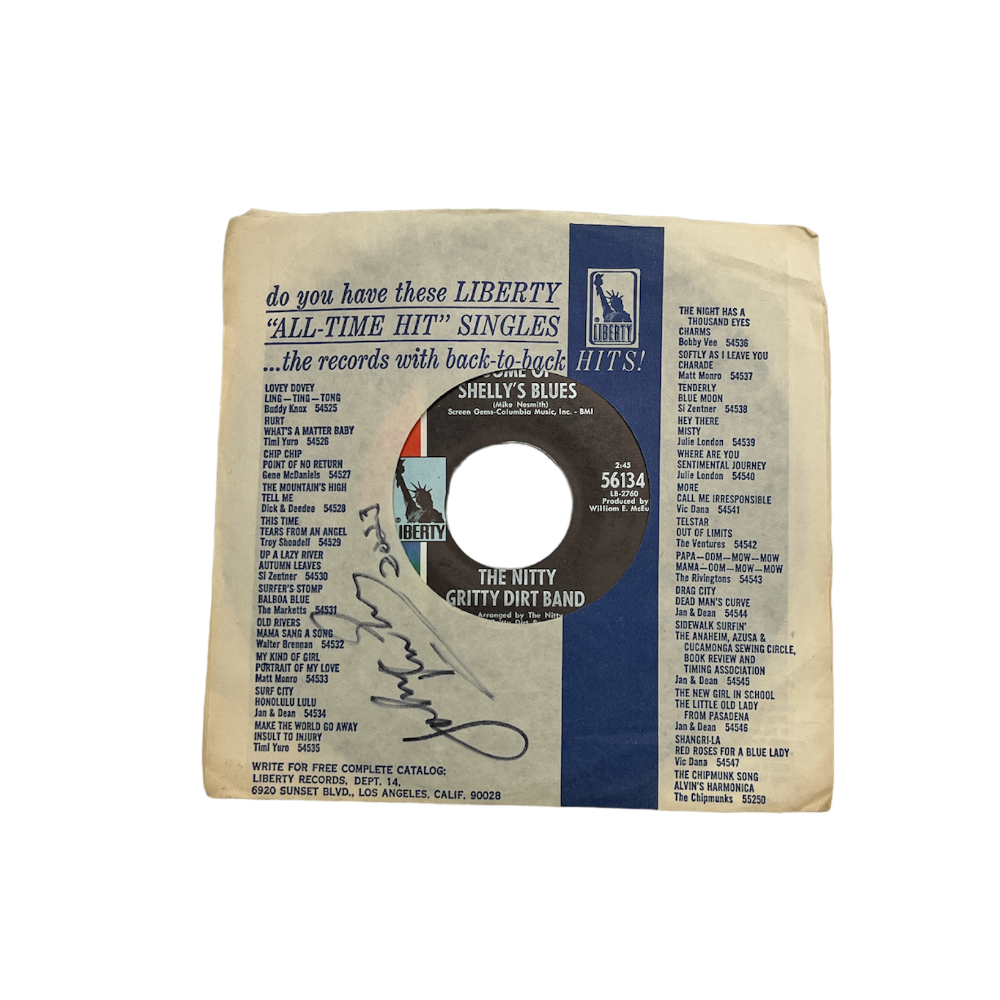 do you have these LIBERTY
"ALL-TIME HIT" SINGLES
...the records with back-to-back HITS!
LIBERTY
LOVEY DOVEY
LING—TING—TONG
Buddy Knox 54525
HURT
WHAT'S A MATTER BABY
Timi Yuro 54526
CHIP CHIP
POINT OF NO RETURN
Gene McDaniels 54527
THE MOUNTAIN'S HIGH
TELL ME
Dick & Deedee 54528
THIS TIME
TEARS FROM AN ANGEL
Troy Shondell 54529
UP A LAZY RIVER
AUTUMN LEAVES
Si Zentner 54530
SURFER'S STOMP
BALBOA BLUE
The Marketts 54531
OLD RIVERS
MAMA SANG A SONG
Walter Brennan 54532
MY KIND OF GIRL
PORTRAIT OF MY LOVE
Matt Monro 54533
SURF CITY
HONOLULU LULU
Jan & Dean 54534
MAKE THE WORLD GO AWAY
INSULT TO INJURY
Timi Yuro 54535
WRITE FOR FREE COMPLETE CATALOG:
LIBERTY RECORDS, DEPT. 14,
6920 SUNSET BLVD., LOS ANGELES, CALIF. 90028
SOME OF
SHELLY'S BLUES
(Mike Nesmith)
Screen Gems-Columbia Music, Inc. - BMI
2:45
56134
LB-2760
Produced by
William E. McEu
IBERTY
THE NITTY
GRITTY DIRT BAND
Arranged by The Nitty
2023
THE NIGHT HAS A
THOUSAND EYES
CHARMS
Bobby Vee 54536
SOFTLY AS I LEAVE YOU
CHARADE
Matt Monro 54537
TENDERLY
BLUE MOON
Si Zentner 54538
HEY THERE
MISTY
Julie London 54539
WHERE ARE YOU
SENTIMENTAL JOURNEY
Julie London 54540
MORE
CALL ME IRRESPONSIBLE
Vic Dana 54541
TELSTAR
OUT OF LIMITS
The Ventures 54542
PAPA—OOM—MOW—MOW
MAMA—OOM—MOW—MOW
The Rivingtons 54543
DRAG CITY
DEAD MAN'S CURVE
Jan & Dean 54544
SIDEWALK SURFIN'
THE ANAHEIM, AZUSA &
CUCAMONGA SEWING CIRCLE,
BOOK REVIEW AND
TIMING ASSOCIATION
Jan & Dean 54545
THE NEW GIRL IN SCHOOL
THE LITTLE OLD LADY
FROM PASADENA
Jan & Dean 54546
SHANGRI-LA
RED ROSES FOR A BLUE LADY
Vic Dana 54547
THE CHIPMUNK SONG
ALVIN'S HARMONICA
The Chipmunks 55250